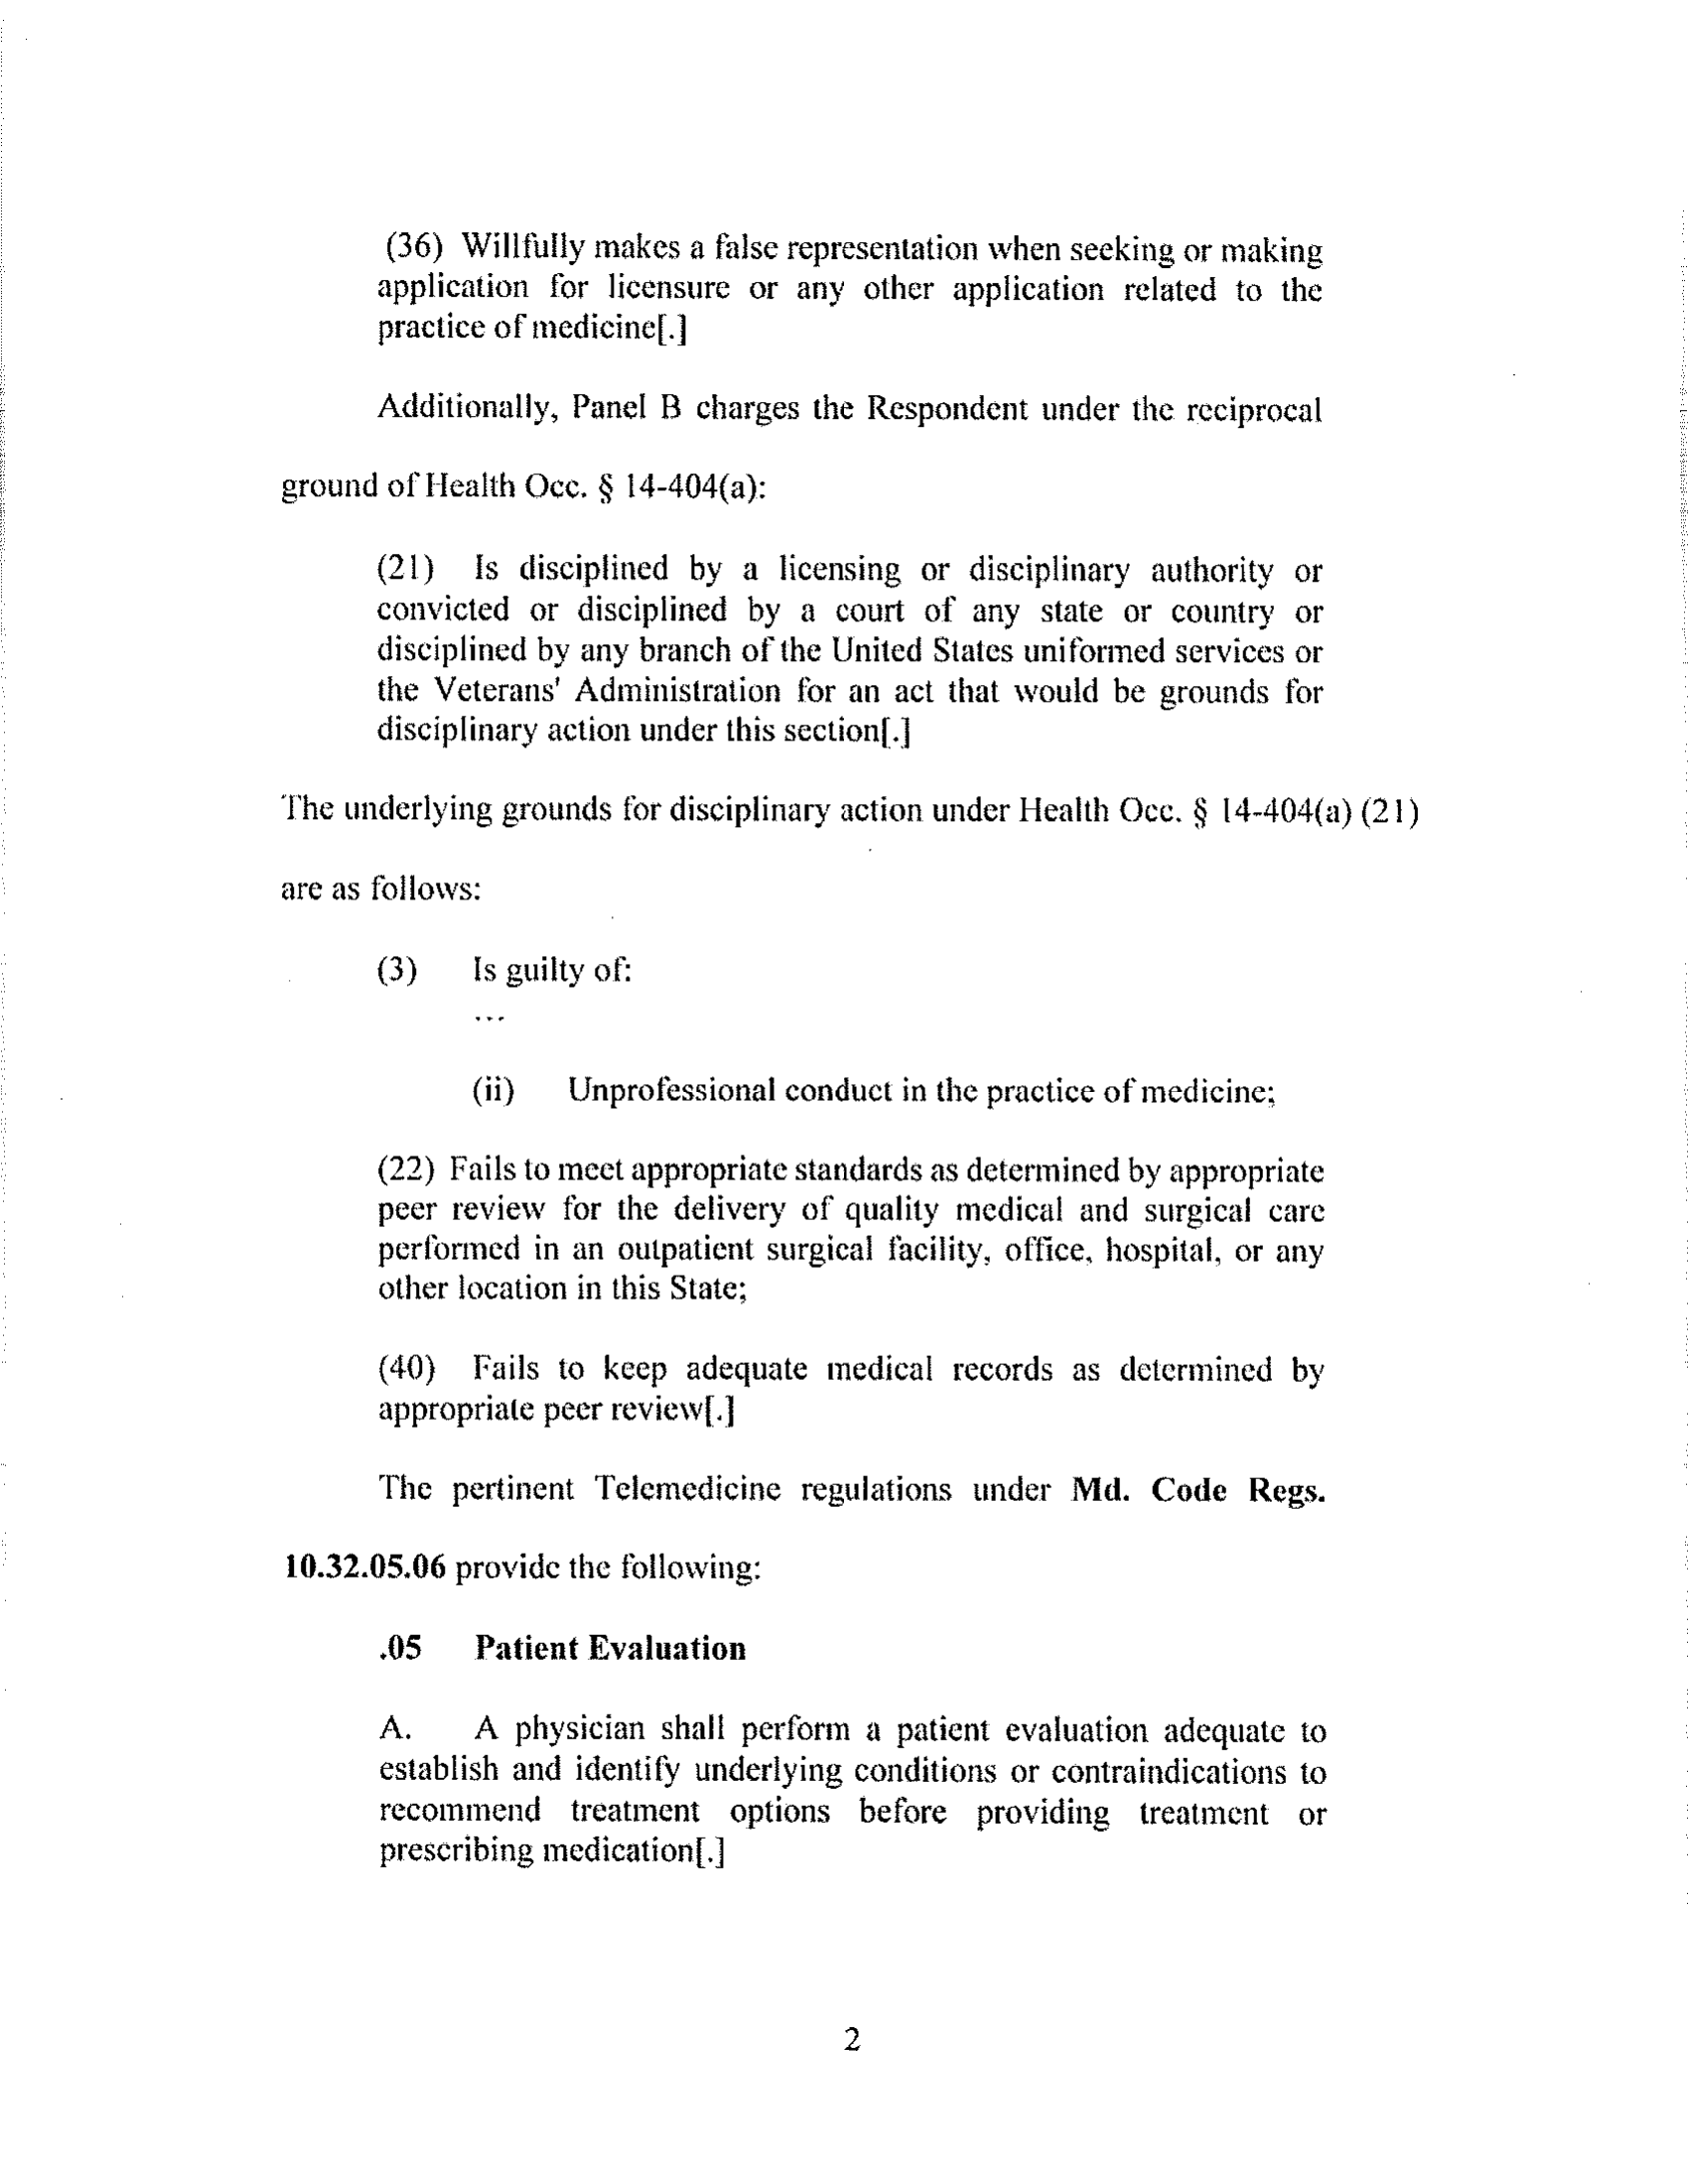 (36) Willfully makes a false representation when seeking or making
application for licensure or any other application related to the
practice of medicine[.]
Additionally, Panel B charges the Respondent under the reciprocal
ground of Health Occ. § 14-404(a):
(21) Is disciplined by a licensing or disciplinary authority or
convicted or disciplined by a court of any state or country or
disciplined by any branch of the United States uniformed services or
the Veterans' Administration for an act that would be grounds for
disciplinary action under this section[.]
The underlying grounds for disciplinary action under Health Occ. § 14-404(a) (21)
are as follows:
(3) Is guilty of:
...
(ii) Unprofessional conduct in the practice of medicine;
(22) Fails to meet appropriate standards as determined by appropriate
peer review for the delivery of quality medical and surgical care
performed in an outpatient surgical facility, office, hospital, or any
other location in this State;
(40) Fails to keep adequate medical records as determined by
appropriate peer review[.]
The pertinent Telemedicine regulations under Md. Code Regs.
10.32.05.06 provide the following:
.05 Patient Evaluation
A. A physician shall perform a patient evaluation adequate to
establish and identify underlying conditions or contraindications to
recommend treatment options before providing treatment or
prescribing medication[.]
2